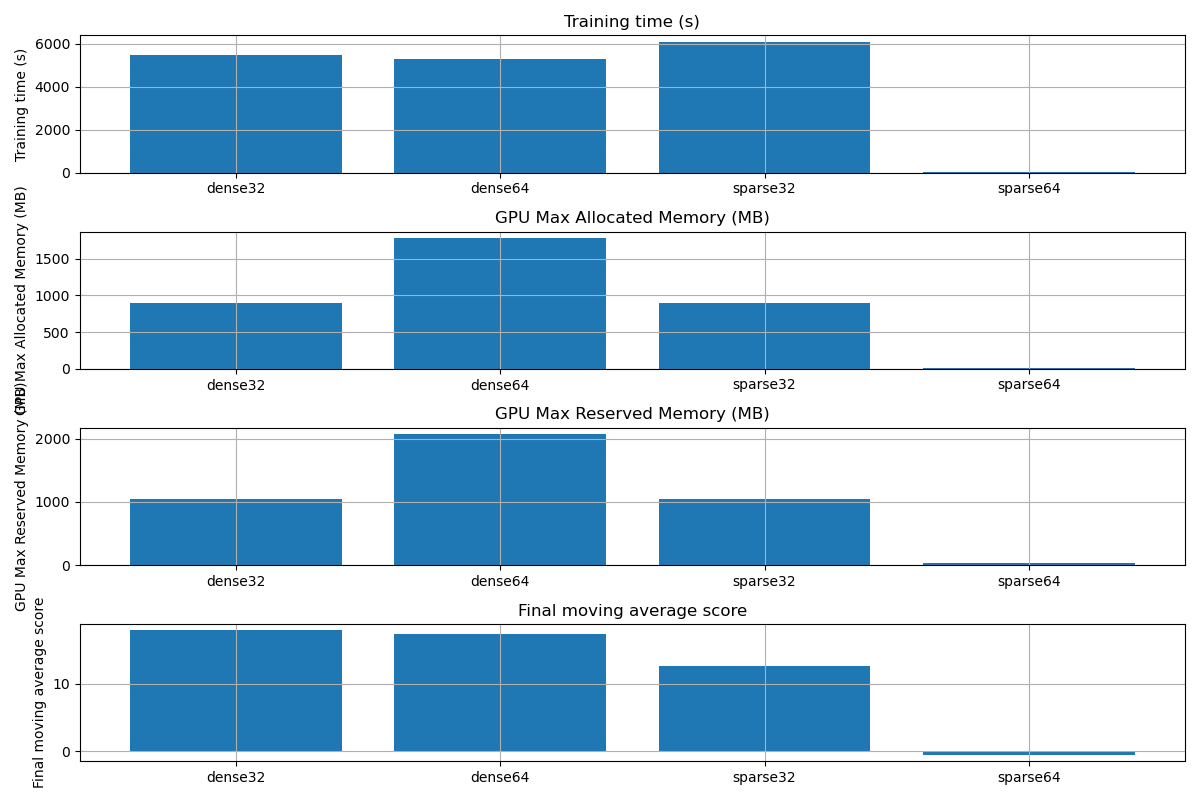 Training time (s)
Training time (s)
6000
4000
2000
0
dense32 dense64 sparse32 sparse64
GPU Max Allocated Memory (MB)
GPU Max Allocated Memory (MB)
1500
1000
500
0
dense32 dense64 sparse32 sparse64
GPU Max Reserved Memory (MB)
GPU Max Reserved Memory (MB)
2000
1000
0
dense32 dense64 sparse32 sparse64
Final moving average score
Final moving average score
10
0
dense32 dense64 sparse32 sparse64